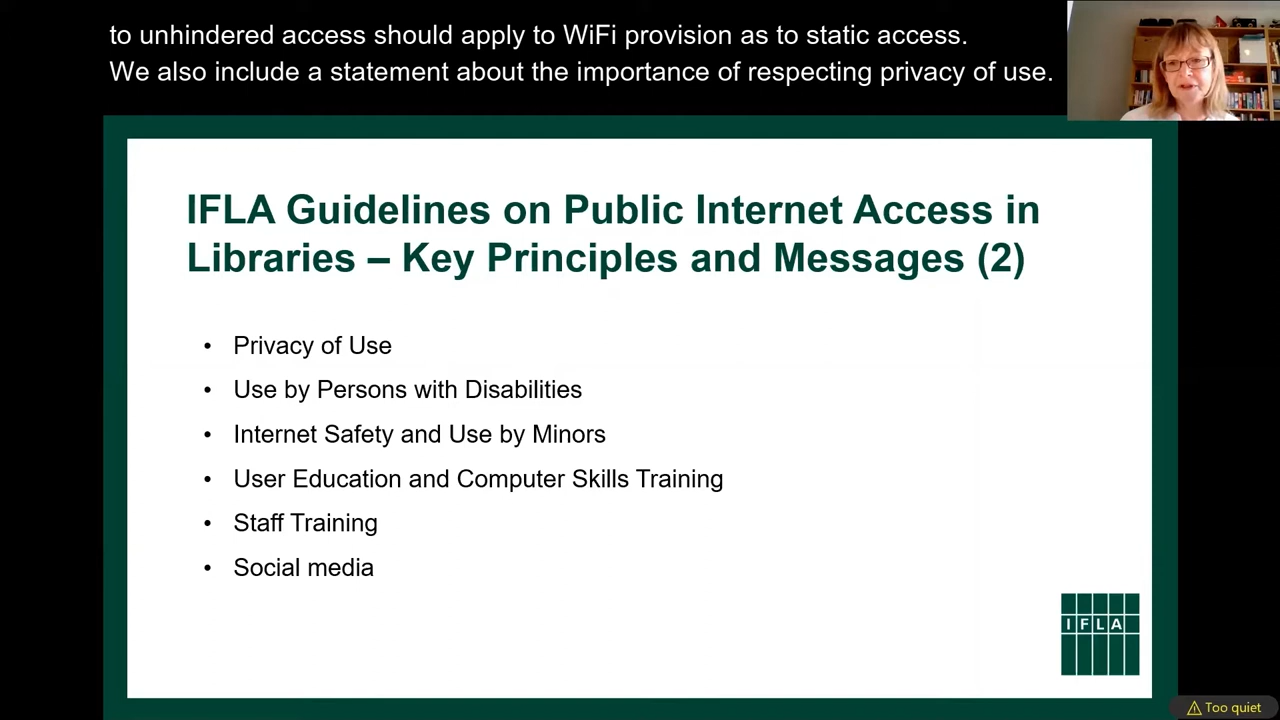 to unhindered access should apply to WiFi provision as to static access.
We also include a statement about the importance of respecting privacy of use.
IFLA Guidelines on Public Internet Access in
Libraries – Key Principles and Messages (2)
• Privacy of Use
• Use by Persons with Disabilities
• Internet Safety and Use by Minors
• User Education and Computer Skills Training
• Staff Training
• Social media
IFLA
Too quiet